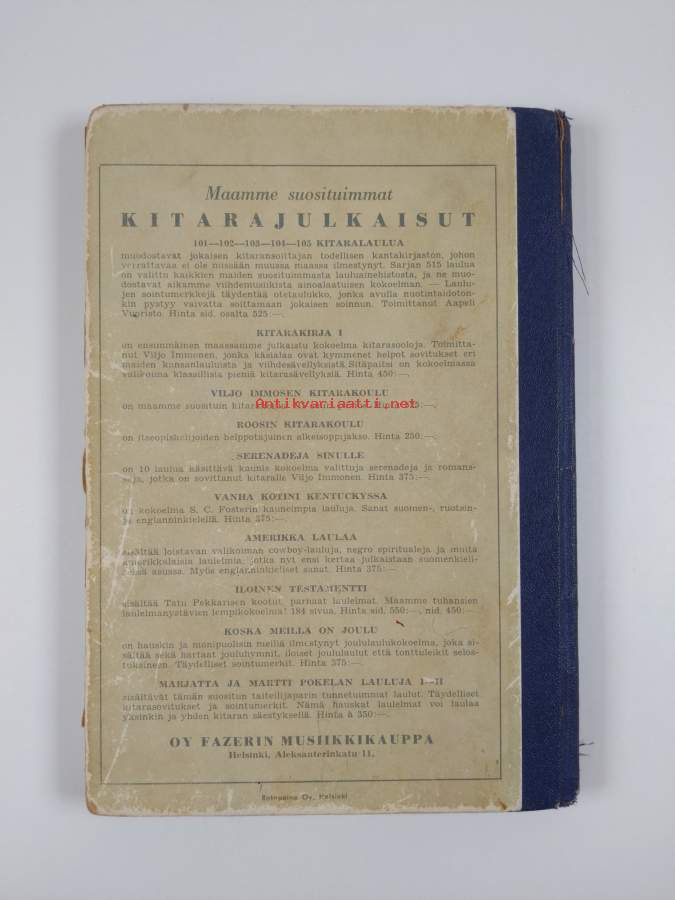 Maamme suosituimmat
KITARAJULKAISUT
101—102—103—104—105 KITARALAULUA
muodostavat jokaisen kitaransoittajan todellisen kantakirjaston, johon
verrattavaa ei ole missään muussa maassa ilmestynyt. Sarjan 515 laulua
on valittu kaikkien maiden suosituimmasta lauluaineistosta, ja ne muo-
dostavat aikamme viihdemusiikista ainoalaatuisen kokoelman. — Laulu-
jen sointumerkkejä täydentää otetaulukko, jonka avulla nuotintaidoton-
kin pystyy vaivatta soittamaan jokaisen soinnun. Toimittanut Aapeli
Vuoristo. Hinta sid. osalta 525:—.
KITARAKIRJA I
on ensimmäinen maassamme julkaistu kokoelma kitarasooloja. Toimitta-
nut Viljo Immonen, jonka käsialaa ovat kymmenet helpot sovitukset eri
maiden kansanlauluista ja viihdesävellyksistä. Sitäpaitsi on kokoelmassa
valikoima klassillisia pieniä kitarasävellyksiä. Hinta 450:—.
VILJO IMMOSEN KITARAKOULU
on maamme suosituin
Antikvariaatti.net
ROOSIN KITARAKOULU
on itseopiskelijoiden helppotajuinen alkeisoppijakso. Hinta 250:—.
SERENADEJA SINULLE
on 10 laulua käsittävä kaunis kokoelma valittuja serenadeja ja romans-
seja, jotka on sovittanut kitaralle Viljo Immonen. Hinta 375:—.
VANHA KOTINI KENTUCKYSSA
on kokoelma S. C. Fosterin kauneimpia lauluja. Sanat suomen-, ruotsin-
ja englanninkielellä. Hinta 375:—.
AMERIKKA LAULAA
sisältää loistavan valikoiman cowboy-lauluja, negro spiritualeja ja muita
amerikkalaisia laulelmia, jotka nyt ensi kertaa julkaistaan suomenkieli-
sessä asussa. Myös englanninkieliset sanat. Hinta 375:—
ILOINEN TESTAMENTTI
sisältää Tatu Pekkarisen kootut, parhaat laulelmat. Maamme tuhansien
laulelmanystävien lempikokoelma! 184 sivua. Hinta sid. 550:—, nid. 450:—.
KOSKA MEILLÄ ON JOULU
on hauskin ja monipuolisin meillä ilmestynyt joululaulukokoelma, joka si-
sältää sekä hartaat jouluhymnit, iloiset joululaulut että tonttuleikit selos-
tuksineen. Täydelliset sointumerkit. Hinta 375:—.
MARJATTA JA MARTTI POKELAN LAULUJA I—II
sisältävät tämän suositun taiteilijaparin tunnetuimmat laulut. Täydelliset
kitarasovitukset ja sointumerkit. Nämä hauskat laulelmat voi laulaa
yksinkin ja yhden kitaran säestyksellä. Hinta à 350:—.
OY FAZERIN MUSIIKKIKAUPPA
Helsinki, Aleksanterinkatu 11.
Oy, Helsinki